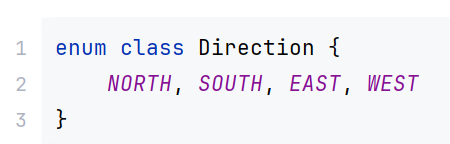 1 enum class Direction {
2     NORTH, SOUTH, EAST, WEST
3 }